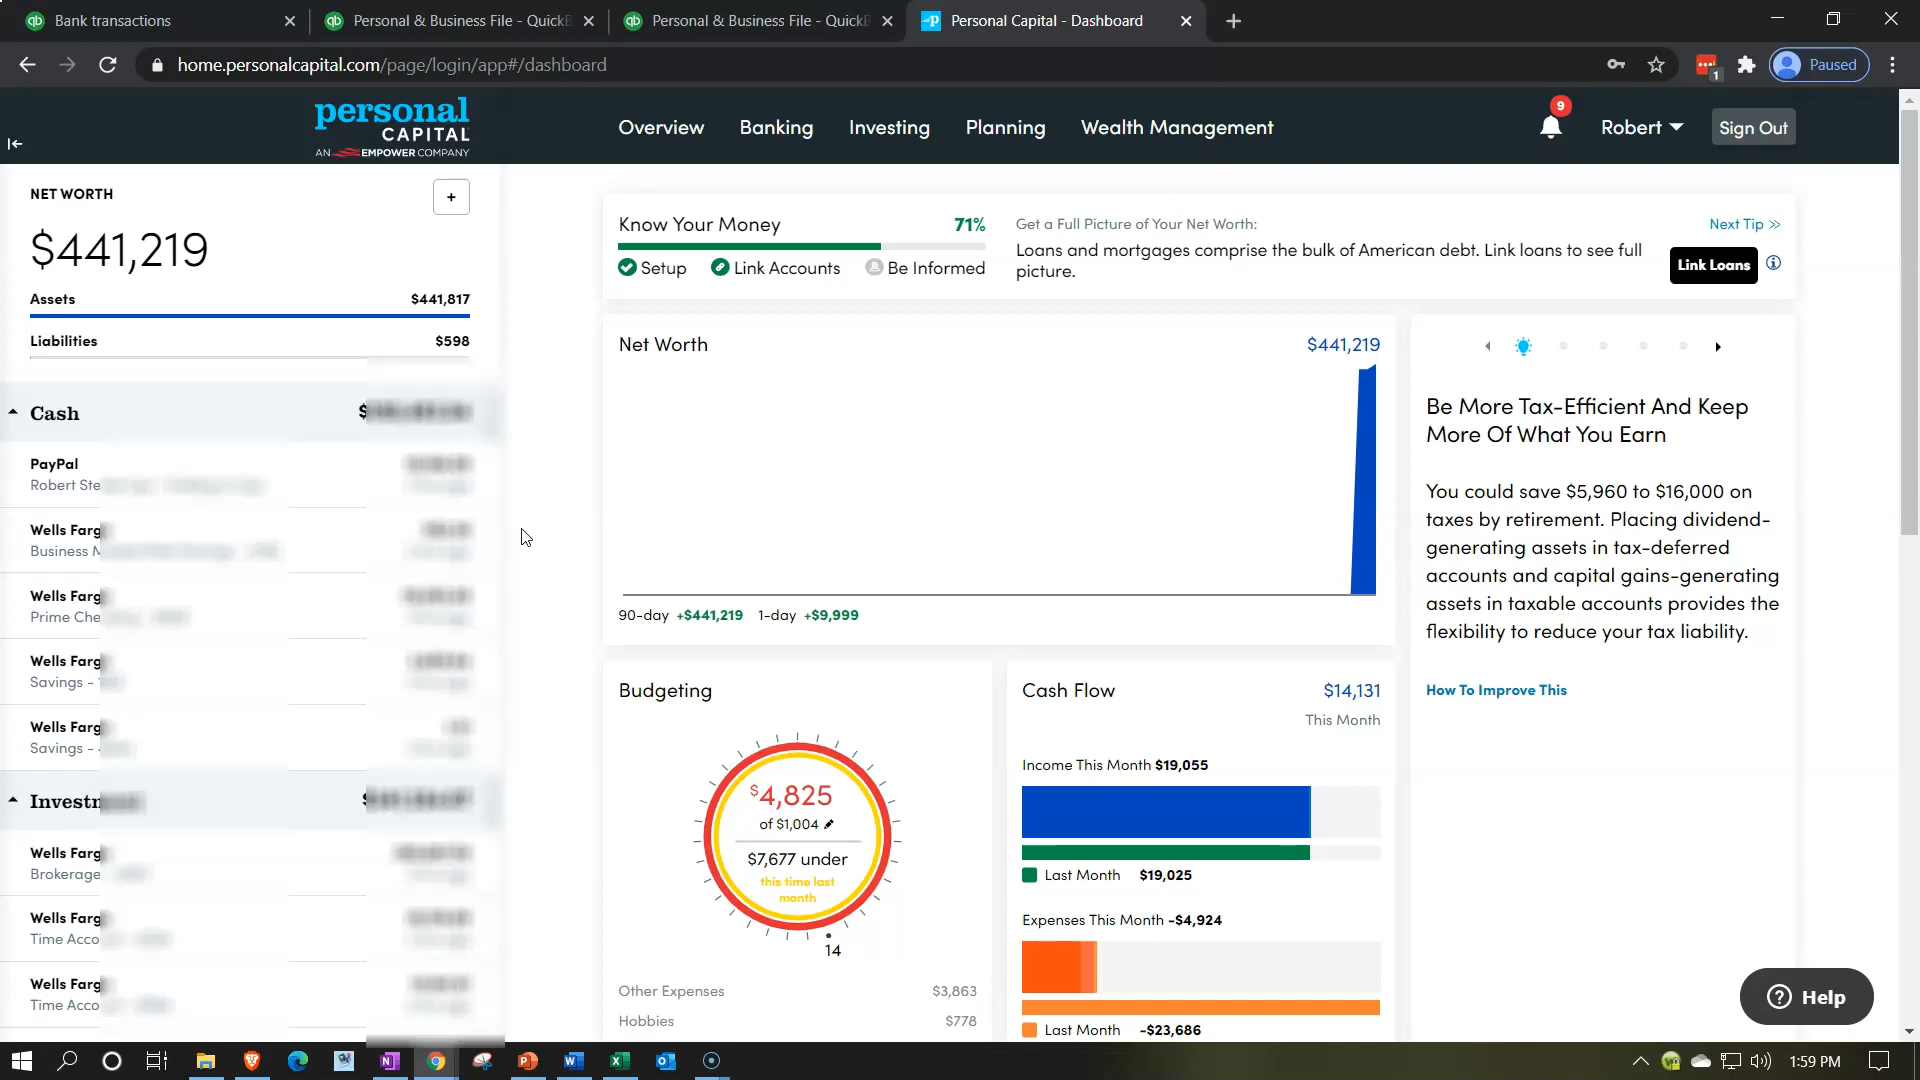 Bank transactions
Personal & Business File - QuickB
Personal & Business File - QuickB
Personal Capital - Dashboard
home.personalcapital.com/page/login/app#/dashboard
1
Paused
personal
CAPITAL
AN EMPOWER COMPANY
Overview
Banking
Investing
Planning
Wealth Management
9
Robert
Sign Out
NET WORTH
+
$441,219
Assets
$441,817
Liabilities
$598
Cash
$
PayPal
Robert Ste
Wells Farg
Business M
Wells Farg
Prime Che
Wells Farg
Savings -
Wells Farg
Savings -
Investm
$
Wells Farg
Brokerage
Wells Farg
Time Acco
Wells Farg
Time Acco
Know Your Money
71%
Setup
Link Accounts
Be Informed
Get a Full Picture of Your Net Worth:
Loans and mortgages comprise the bulk of American debt. Link loans to see full
picture.
Next Tip >>
Link Loans
Net Worth
$441,219
90-day +$441,219 1-day +$9,999
Be More Tax-Efficient And Keep
More Of What You Earn
You could save $5,960 to $16,000 on
taxes by retirement. Placing dividend-
generating assets in tax-deferred
accounts and capital gains-generating
assets in taxable accounts provides the
flexibility to reduce your tax liability.
How To Improve This
Budgeting
$4,825
of $1,004
$7,677 under
this time last
month
14
Other Expenses
$3,863
Hobbies
$778
Cash Flow
$14,131
This Month
Income This Month $19,055
Last Month $19,025
Expenses This Month -$4,924
Last Month -$23,686
Help
1:59 PM